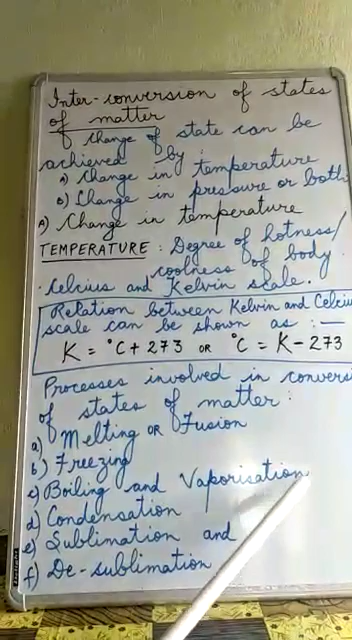 Inter-conversion of states
of matter
Change of state can be
achieved by :
a) Change in temperature
b) Change in pressure or both
A) Change in temperature
TEMPERATURE : Degree of hotness/
coolness of body
Celcius and Kelvin scale.
Relation between Kelvin and Celcius
scale can be shown as :—
K = °C + 273 OR °C = K - 273
Processes involved in conversi
of states of matter :
a) Melting OR Fusion
b) Freezing
c) Boiling and Vaporisation
d) Condensation
e) Sublimation and
f) De-sublimation